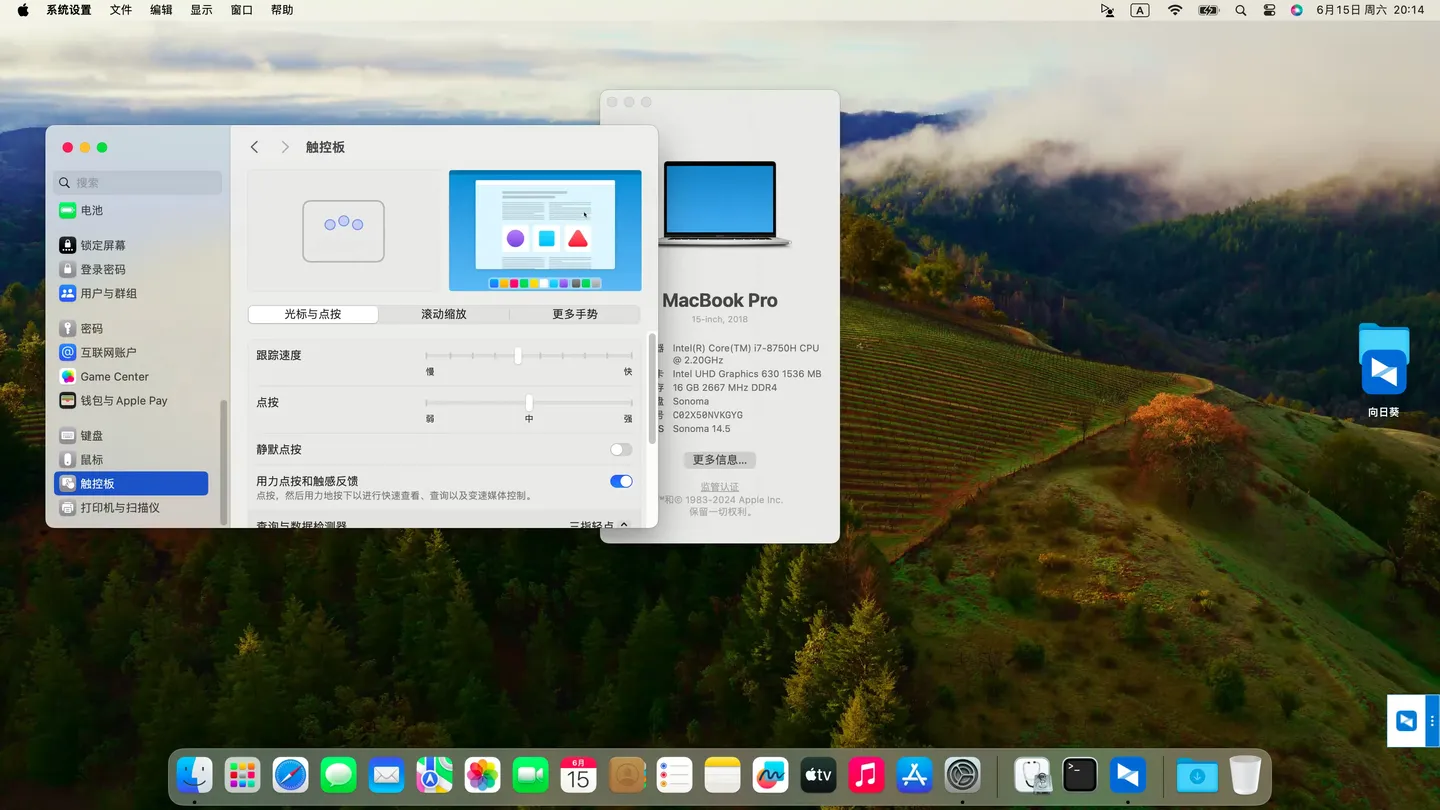 系统设置 文件 编辑 显示 窗口 帮助
A 6月15日 周六 20:14
搜索
电池
锁定屏幕
登录密码
用户与群组
密码
互联网账户
Game Center
钱包与 Apple Pay
键盘
鼠标
触控板
打印机与扫描仪
触控板
光标与点按 滚动缩放 更多手势
跟踪速度
慢 快
点按
弱 中 强
静默点按
用力点按和触感反馈
点按，然后用力地按下以进行快速查看、查询以及变速媒体控制。
查询与数据检测器 三指轻点
MacBook Pro
15-inch, 2018
器 Intel(R) Core(TM) i7-8750H CPU
@ 2.20GHz
卡 Intel UHD Graphics 630 1536 MB
存 16 GB 2667 MHz DDR4
盘 Sonoma
号 C02X50NVKGYG
S Sonoma 14.5
更多信息...
监管认证
™和© 1983-2024 Apple Inc.
保留一切权利。
向日葵
6月
15
tv
>_